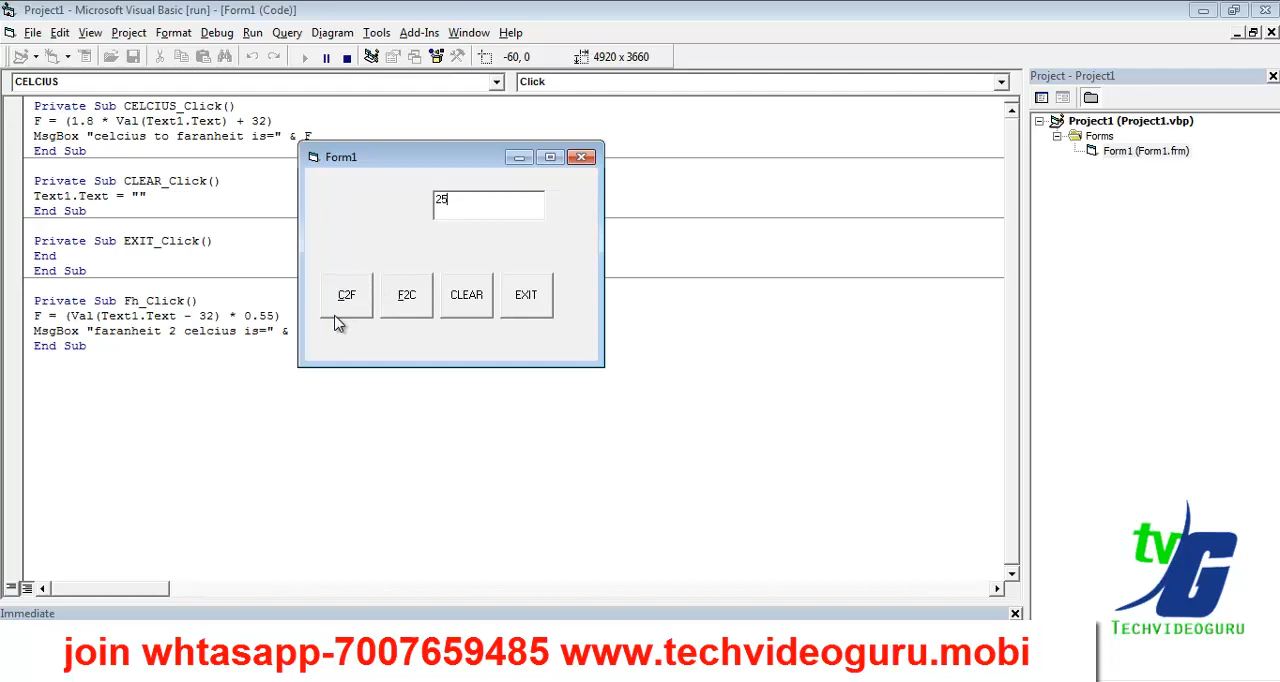 Project1 - Microsoft Visual Basic [run] - [Form1 (Code)]
File Edit View Project Format Debug Run Query Diagram Tools Add-Ins Window Help
-60, 0 4920 x 3660
CELCIUS Click
Project - Project1
Project1 (Project1.vbp)
Forms
Form1 (Form1.frm)
Private Sub CELCIUS_Click()
F = (1.8 * Val(Text1.Text) + 32)
MsgBox "celcius to faranheit is=" & F
End Sub
Private Sub CLEAR_Click()
Text1.Text = ""
End Sub
Private Sub EXIT_Click()
End
End Sub
Private Sub Fh_Click()
F = (Val(Text1.Text - 32) * 0.55)
MsgBox "faranheit 2 celcius is=" &
End Sub
Form1
25
C2F F2C CLEAR EXIT
Immediate
tvG
TECHVIDEOGURU
join whtasapp-7007659485 www.techvideoguru.mobi